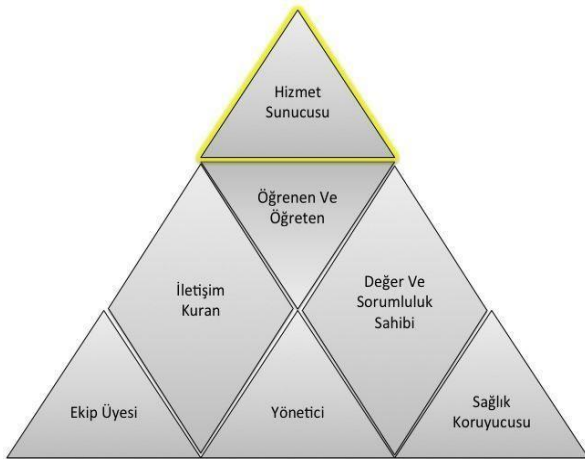 Hizmet
Sunucusu
Öğrenen Ve
Öğreten
İletişim
Kuran
Değer Ve
Sorumluluk
Sahibi
Ekip Üyesi
Yönetici
Sağlık
Koruyucusu